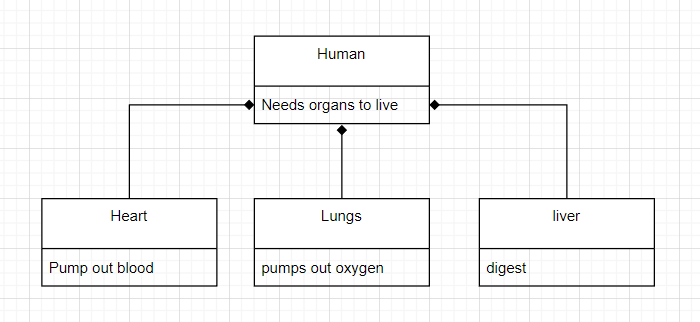 Human
Needs organs to live
Heart
Lungs
liver
Pump out blood
pumps out oxygen
digest